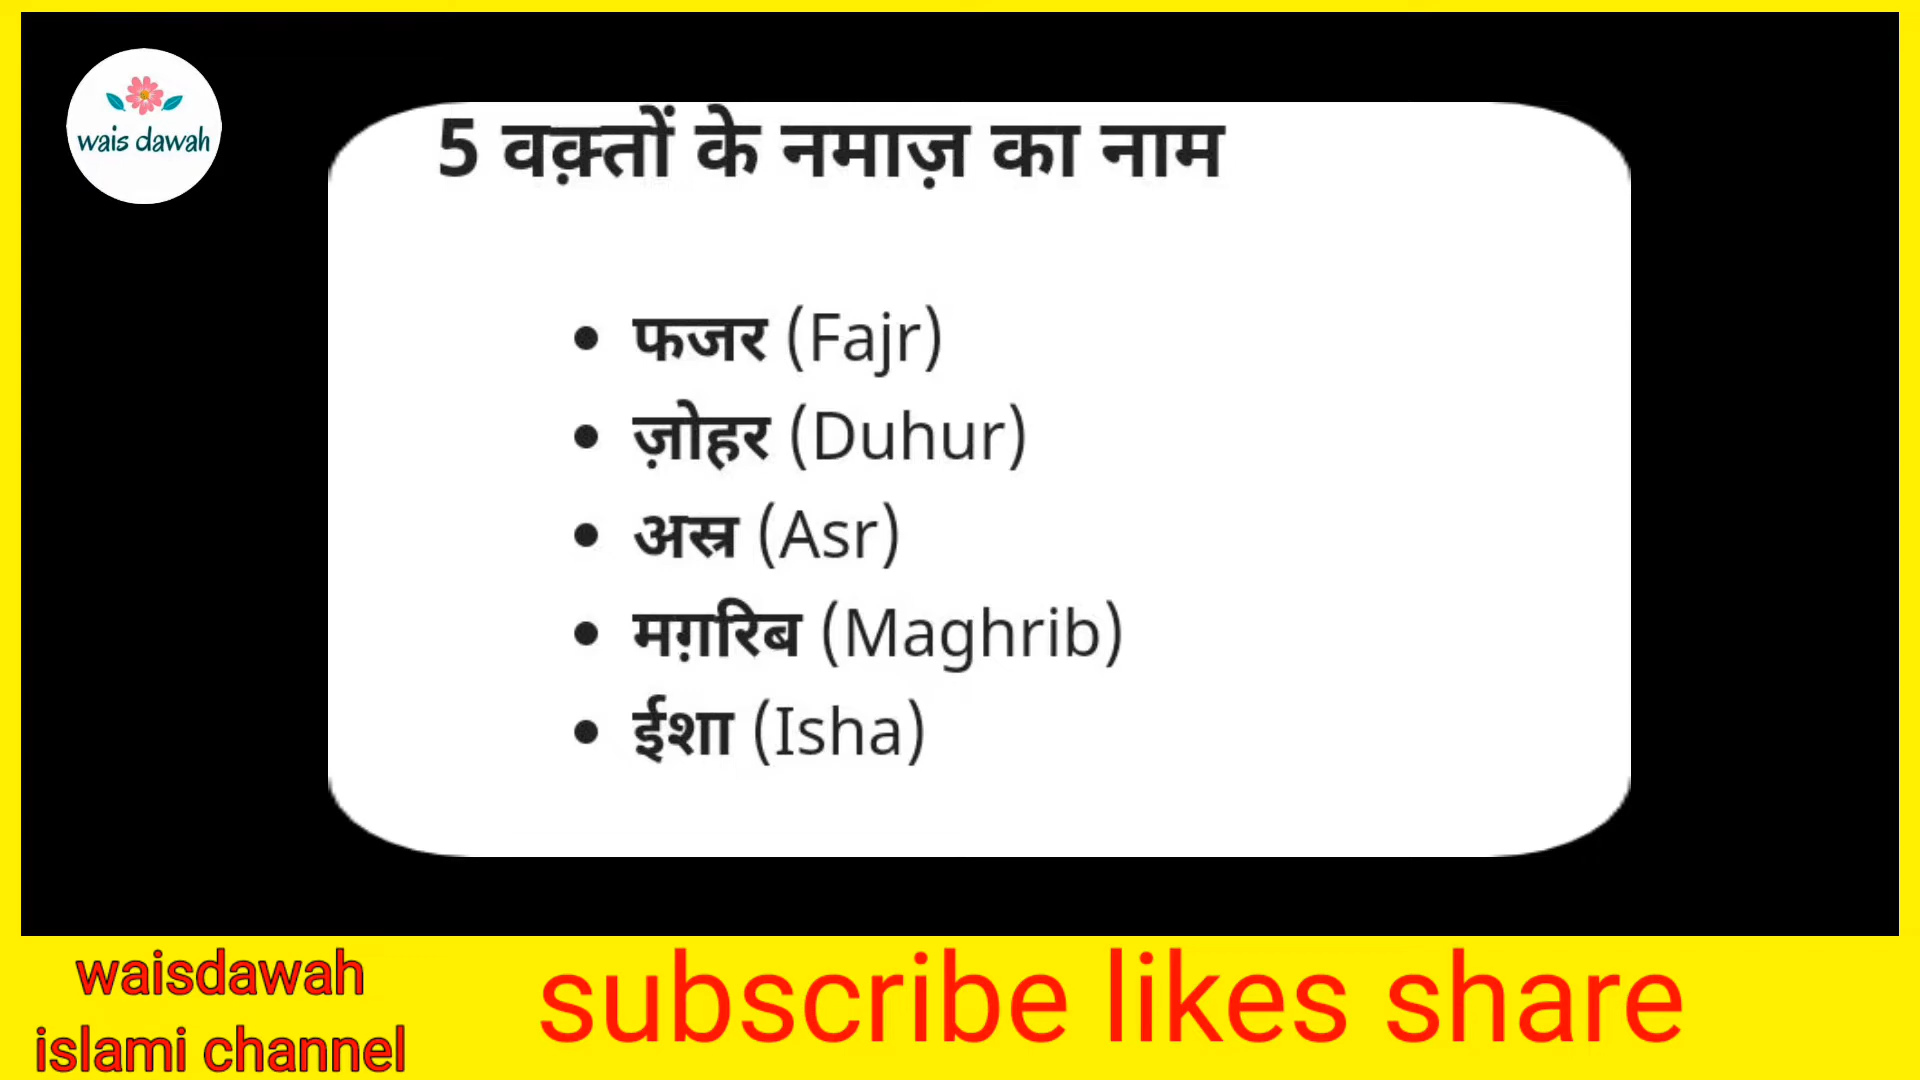 wais dawah
5 वक़्तों के नमाज़ का नाम
• फजर (Fajr)
• ज़ोहर (Duhur)
• अस्र (Asr)
• मग़रिब (Maghrib)
• ईशा (Isha)
waisdawah
islami channel
subscribe likes share